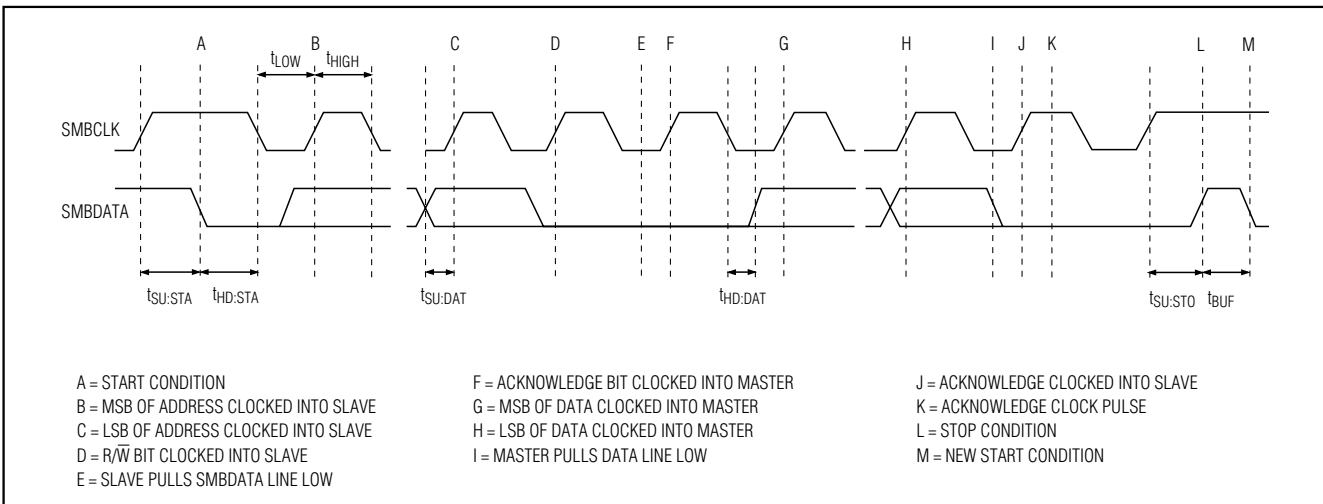 A B C D E F G H I J K L M
tLOW tHIGH
SMBCLK
SMBDATA
tSU:STA tHD:STA tSU:DAT tHD:DAT tSU:STO tBUF
A = START CONDITION
B = MSB OF ADDRESS CLOCKED INTO SLAVE
C = LSB OF ADDRESS CLOCKED INTO SLAVE
D = R/W̅ BIT CLOCKED INTO SLAVE
E = SLAVE PULLS SMBDATA LINE LOW
F = ACKNOWLEDGE BIT CLOCKED INTO MASTER
G = MSB OF DATA CLOCKED INTO MASTER
H = LSB OF DATA CLOCKED INTO MASTER
I = MASTER PULLS DATA LINE LOW
J = ACKNOWLEDGE CLOCKED INTO SLAVE
K = ACKNOWLEDGE CLOCK PULSE
L = STOP CONDITION
M = NEW START CONDITION